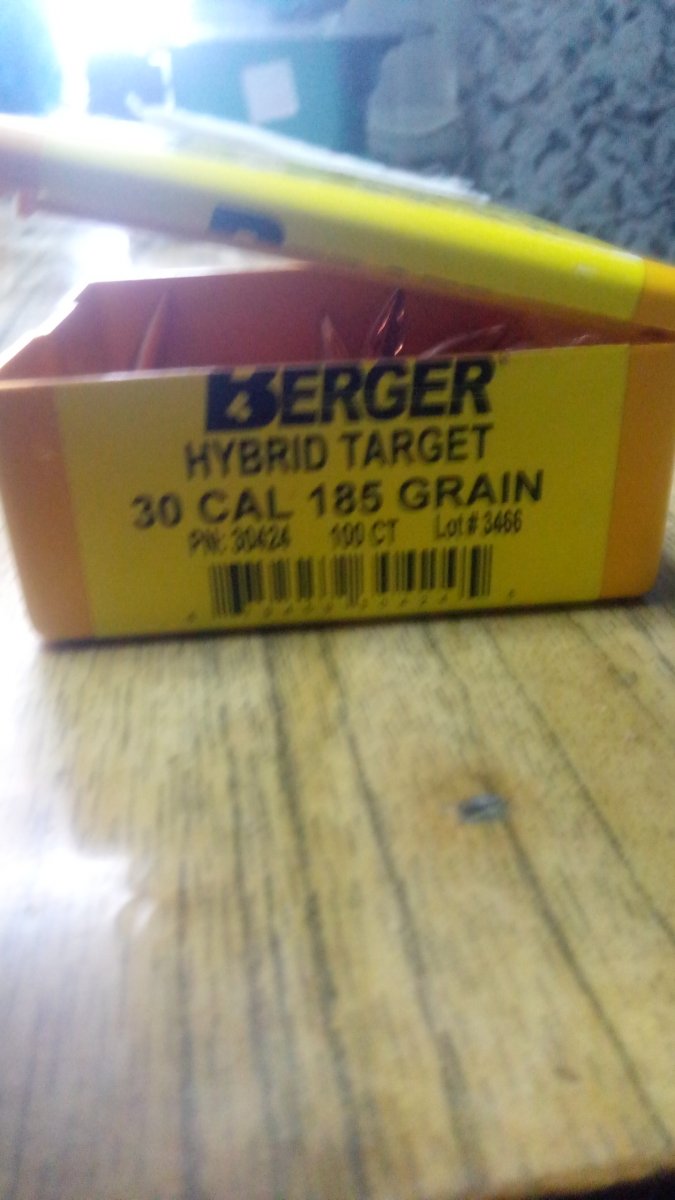 BERGER
HYBRID TARGET
30 CAL 185 GRAIN
P/N: 30424 100 CT Lot # 3466